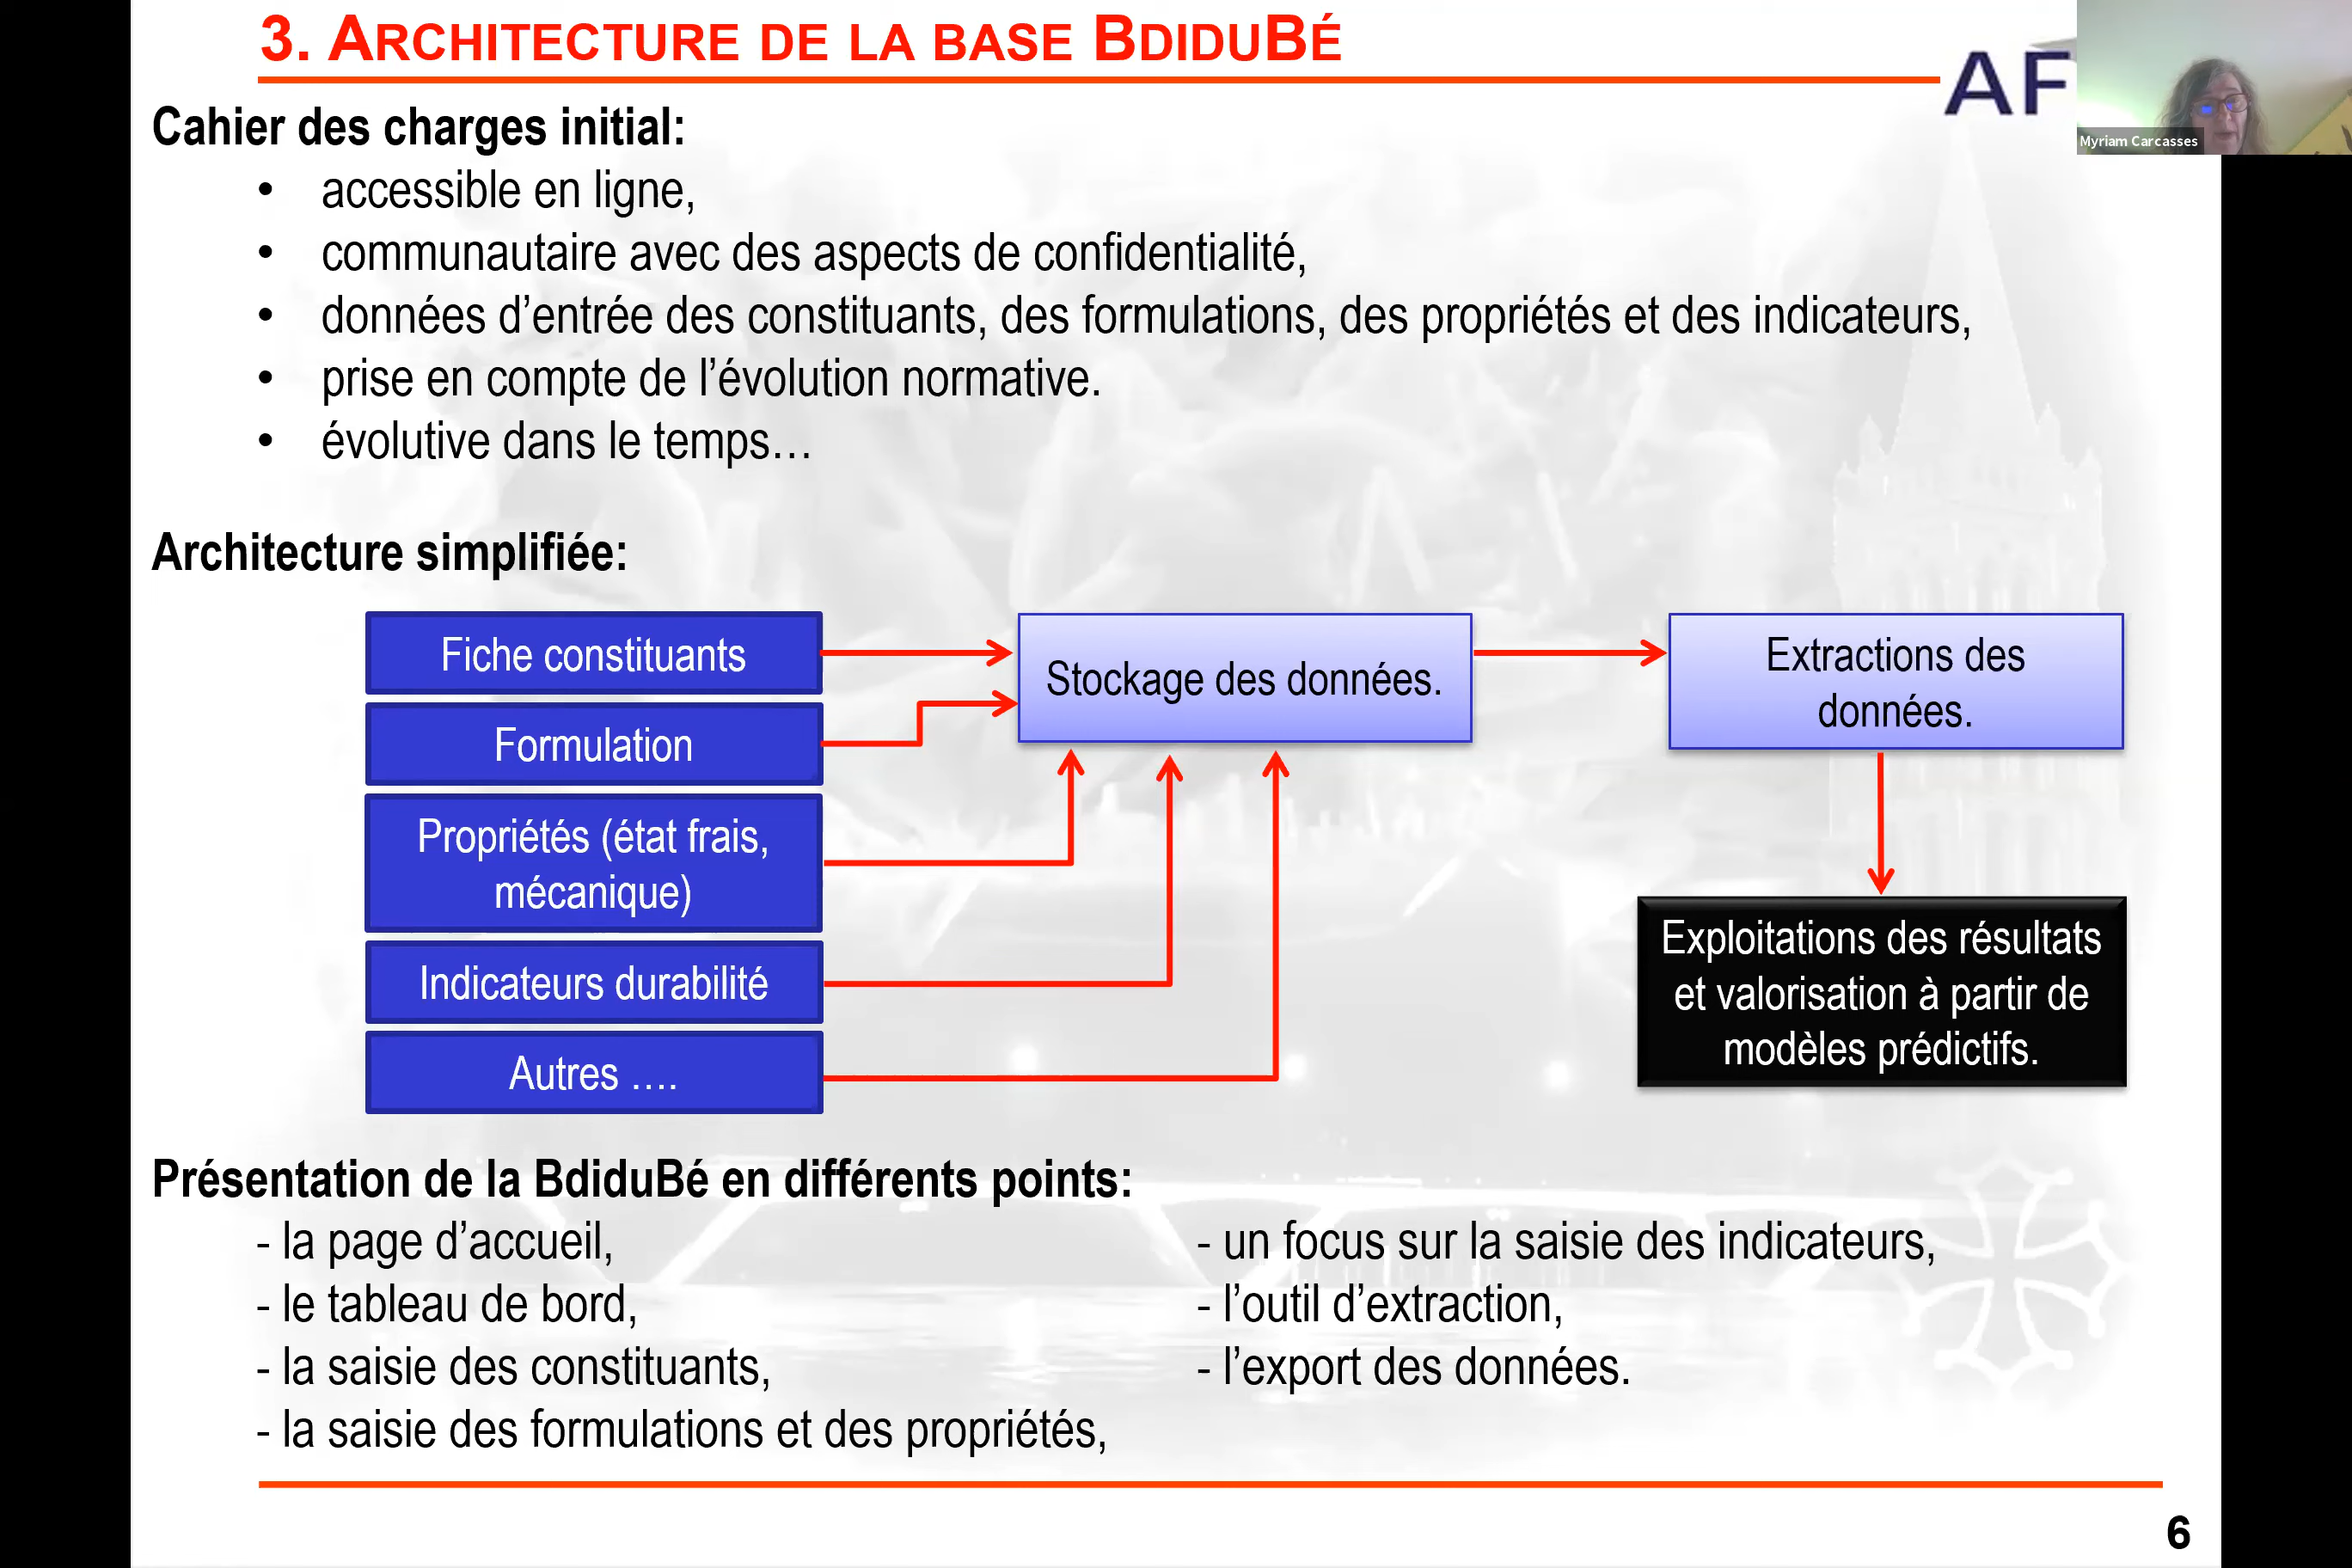 3. ARCHITECTURE DE LA BASE BDIDUBÉ
AF
Myriam Carcasses
Cahier des charges initial:
• accessible en ligne,
• communautaire avec des aspects de confidentialité,
• données d’entrée des constituants, des formulations, des propriétés et des indicateurs,
• prise en compte de l’évolution normative.
• évolutive dans le temps…
Architecture simplifiée:
Fiche constituants
Formulation
Propriétés (état frais,
mécanique)
Indicateurs durabilité
Autres ….
Stockage des données.
Extractions des
données.
Exploitations des résultats
et valorisation à partir de
modèles prédictifs.
Présentation de la BdiduBé en différents points:
- la page d’accueil,
- le tableau de bord,
- la saisie des constituants,
- la saisie des formulations et des propriétés,
- un focus sur la saisie des indicateurs,
- l’outil d’extraction,
- l’export des données.
6